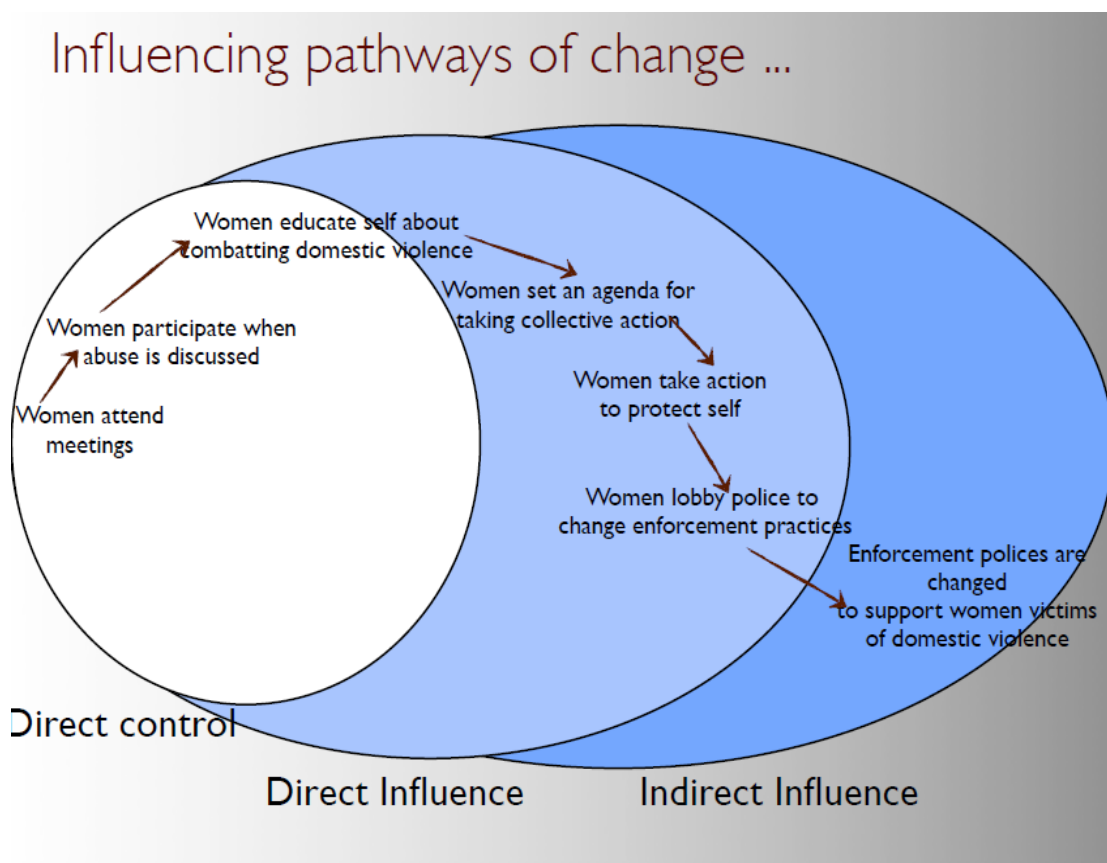 Influencing pathways of change ...
Women educate self about
combatting domestic violence
Women set an agenda for
taking collective action
Women participate when
abuse is discussed
Women take action
to protect self
Women attend
meetings
Women lobby police to
change enforcement practices
Enforcement polices are
changed
to support women victims
of domestic violence
Direct control
Direct Influence
Indirect Influence